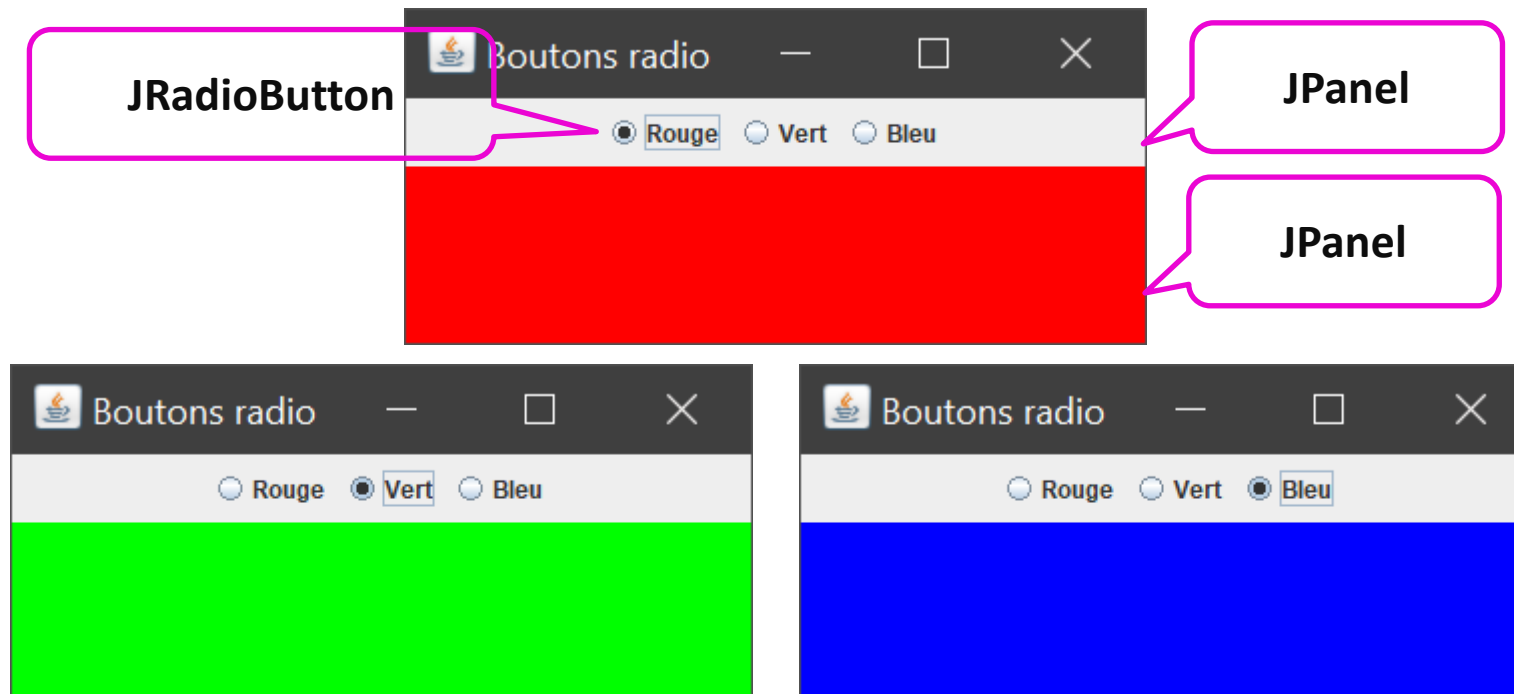 JRadioButton
Boutons radio
JPanel
Rouge Vert Bleu
JPanel
Boutons radio
Rouge Vert Bleu
Boutons radio
Rouge Vert Bleu